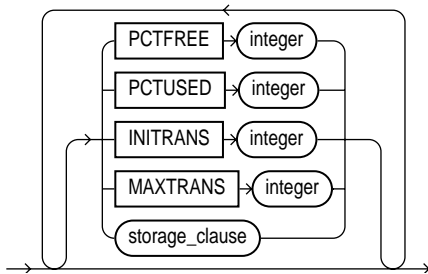 PCTFREE integer
PCTUSED integer
INITRANS integer
MAXTRANS integer
storage_clause